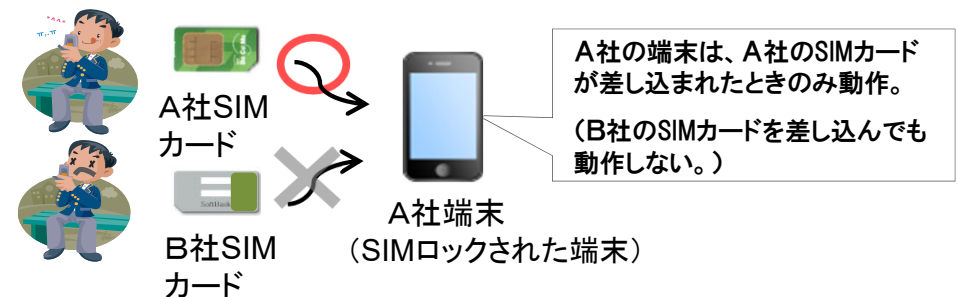 A社SIM
カード
B社SIM
カード
SoftBank
A社端末
（SIMロックされた端末）
A社の端末は、A社のSIMカード
が差し込まれたときのみ動作。
（B社のSIMカードを差し込んでも
動作しない。）